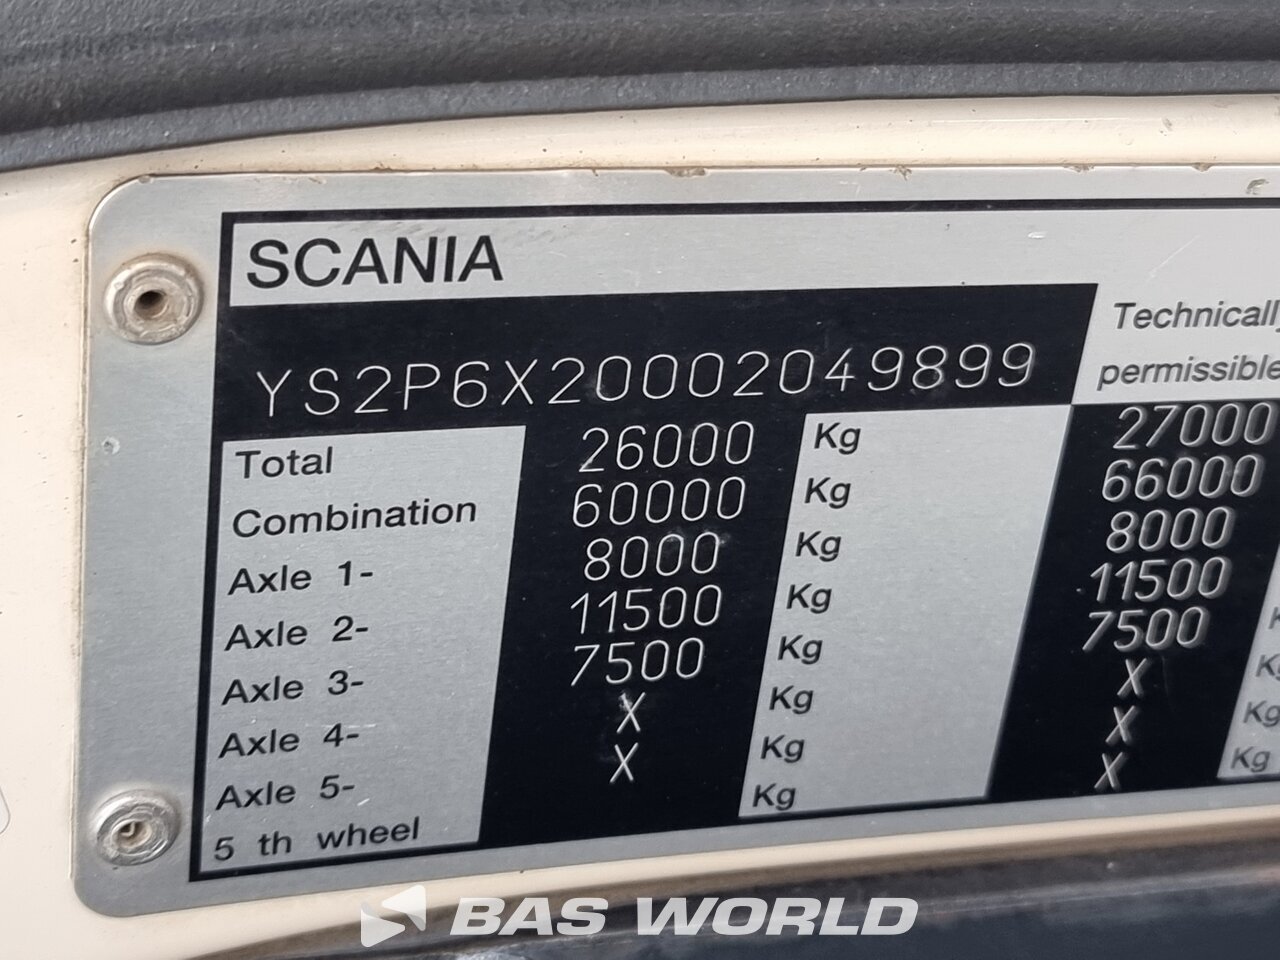 SCANIA
YS2P6X20002049899
Technically
permissible
Total 26000 Kg 27000
Combination 60000 Kg 66000
Axle 1- 8000 Kg 8000
Axle 2- 11500 Kg 11500
Axle 3- 7500 Kg 7500
Axle 4- X Kg X Kg
Axle 5- X Kg X Kg
5 th wheel Kg X Kg
BAS WORLD